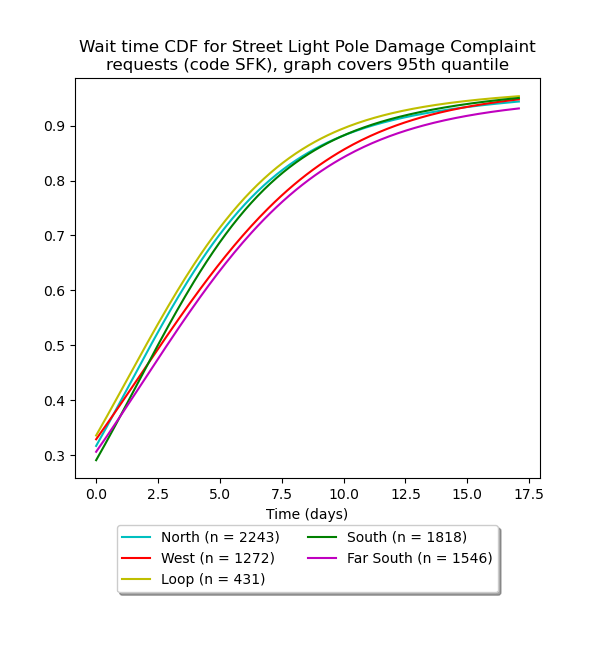 Wait time CDF for Street Light Pole Damage Complaint
requests (code SFK), graph covers 95th quantile
0.9
0.8
0.7
0.6
0.5
0.4
0.3
0.0 2.5 5.0 7.5 10.0 12.5 15.0 17.5
Time (days)
North (n = 2243) South (n = 1818)
West (n = 1272) Far South (n = 1546)
Loop (n = 431)